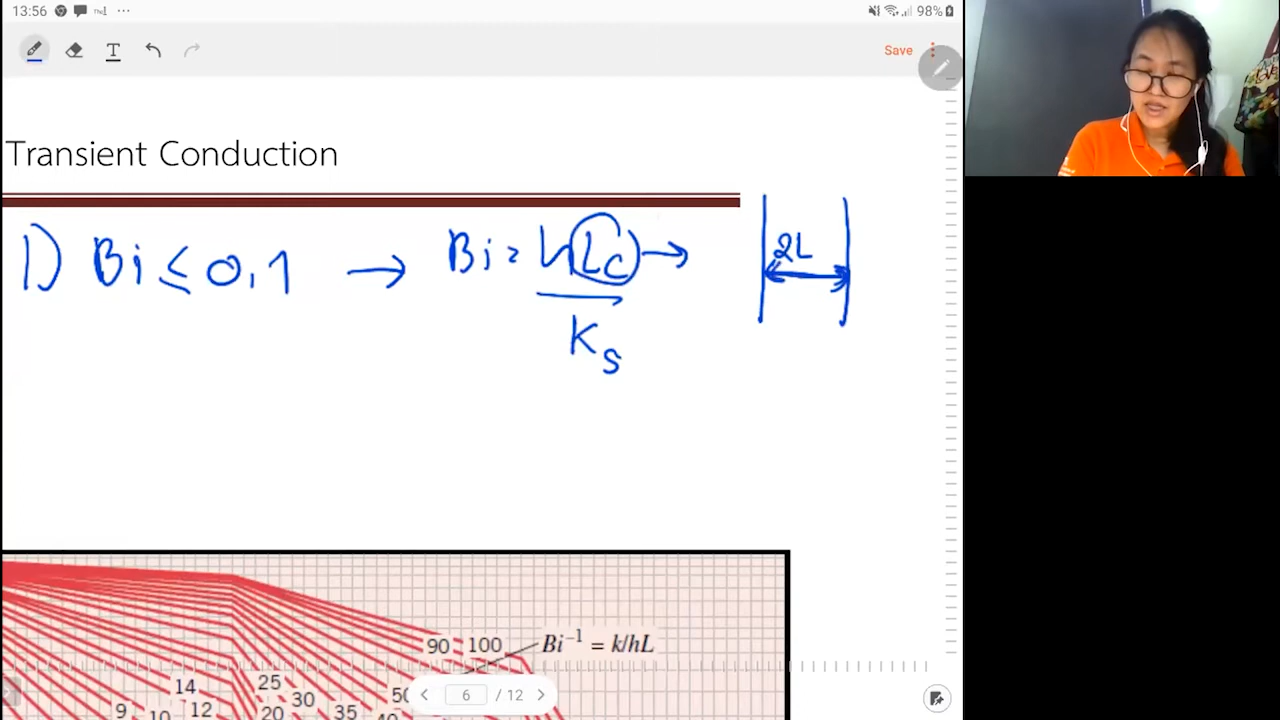 13:56 98%
T Save
Transient Conduction
1) Bi ≤ 0,1 → Bi = hLc → 2L
ks
90 100 Bi⁻¹ = k/hL
14 25 50
9 10 12 20 30 35 40
6 / 12